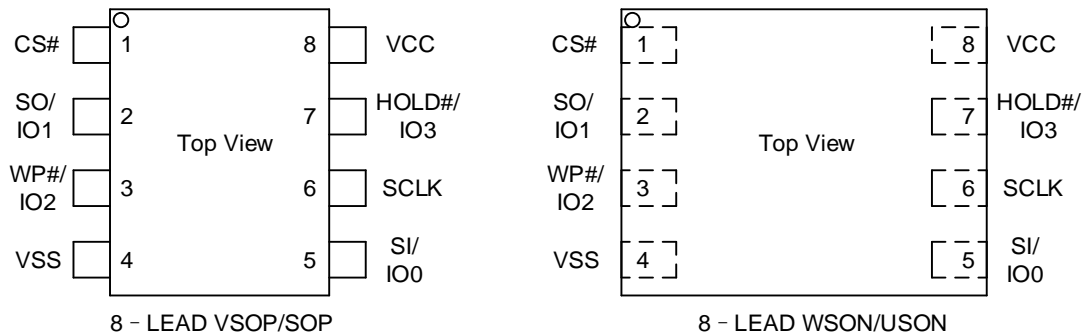 CS#
1
8
VCC
SO/
IO1
2
7
HOLD#/
IO3
Top View
WP#/
IO2
3
6
SCLK
VSS
4
5
SI/
IO0
8 – LEAD VSOP/SOP
CS#
1
8
VCC
SO/
IO1
2
7
HOLD#/
IO3
Top View
WP#/
IO2
3
6
SCLK
VSS
4
5
SI/
IO0
8 – LEAD WSON/USON